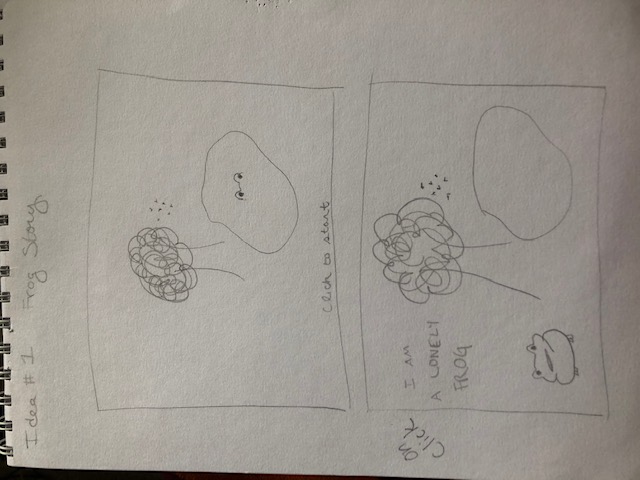 Idea # 1 Frog Story
Click to start
on
Click
I AM
A LONELY
FROG